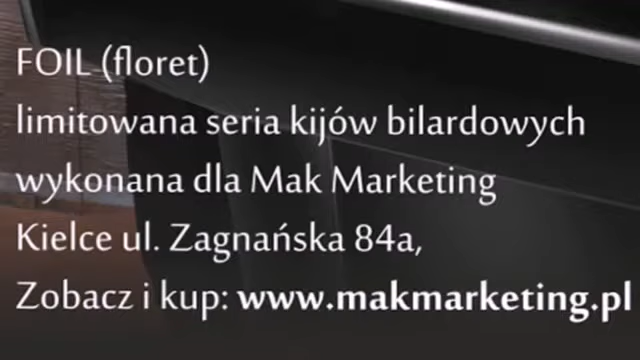 FOIL (floret)
limitowana seria kijów bilardowych
wykonana dla Mak Marketing
Kielce ul. Zagnańska 84a,
Zobacz i kup: www.makmarketing.pl